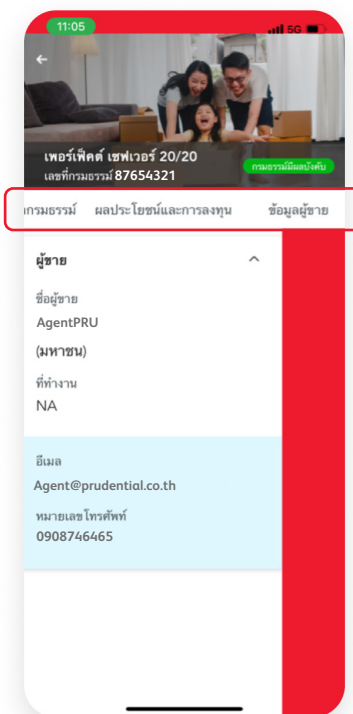 11:05
5G
เพอร์เฟ็คต์ เซฟเวอร์ 20/20
เลขที่กรมธรรม์ 87654321
กรมธรรม์มีผลบังคับ
กรมธรรม์ ผลประโยชน์และการลงทุน ข้อมูลผู้ขาย
ผู้ขาย
ชื่อผู้ขาย
AgentPRU
(มหาชน)
ที่ทำงาน
NA
อีเมล
Agent@prudential.co.th
หมายเลขโทรศัพท์
0908746465